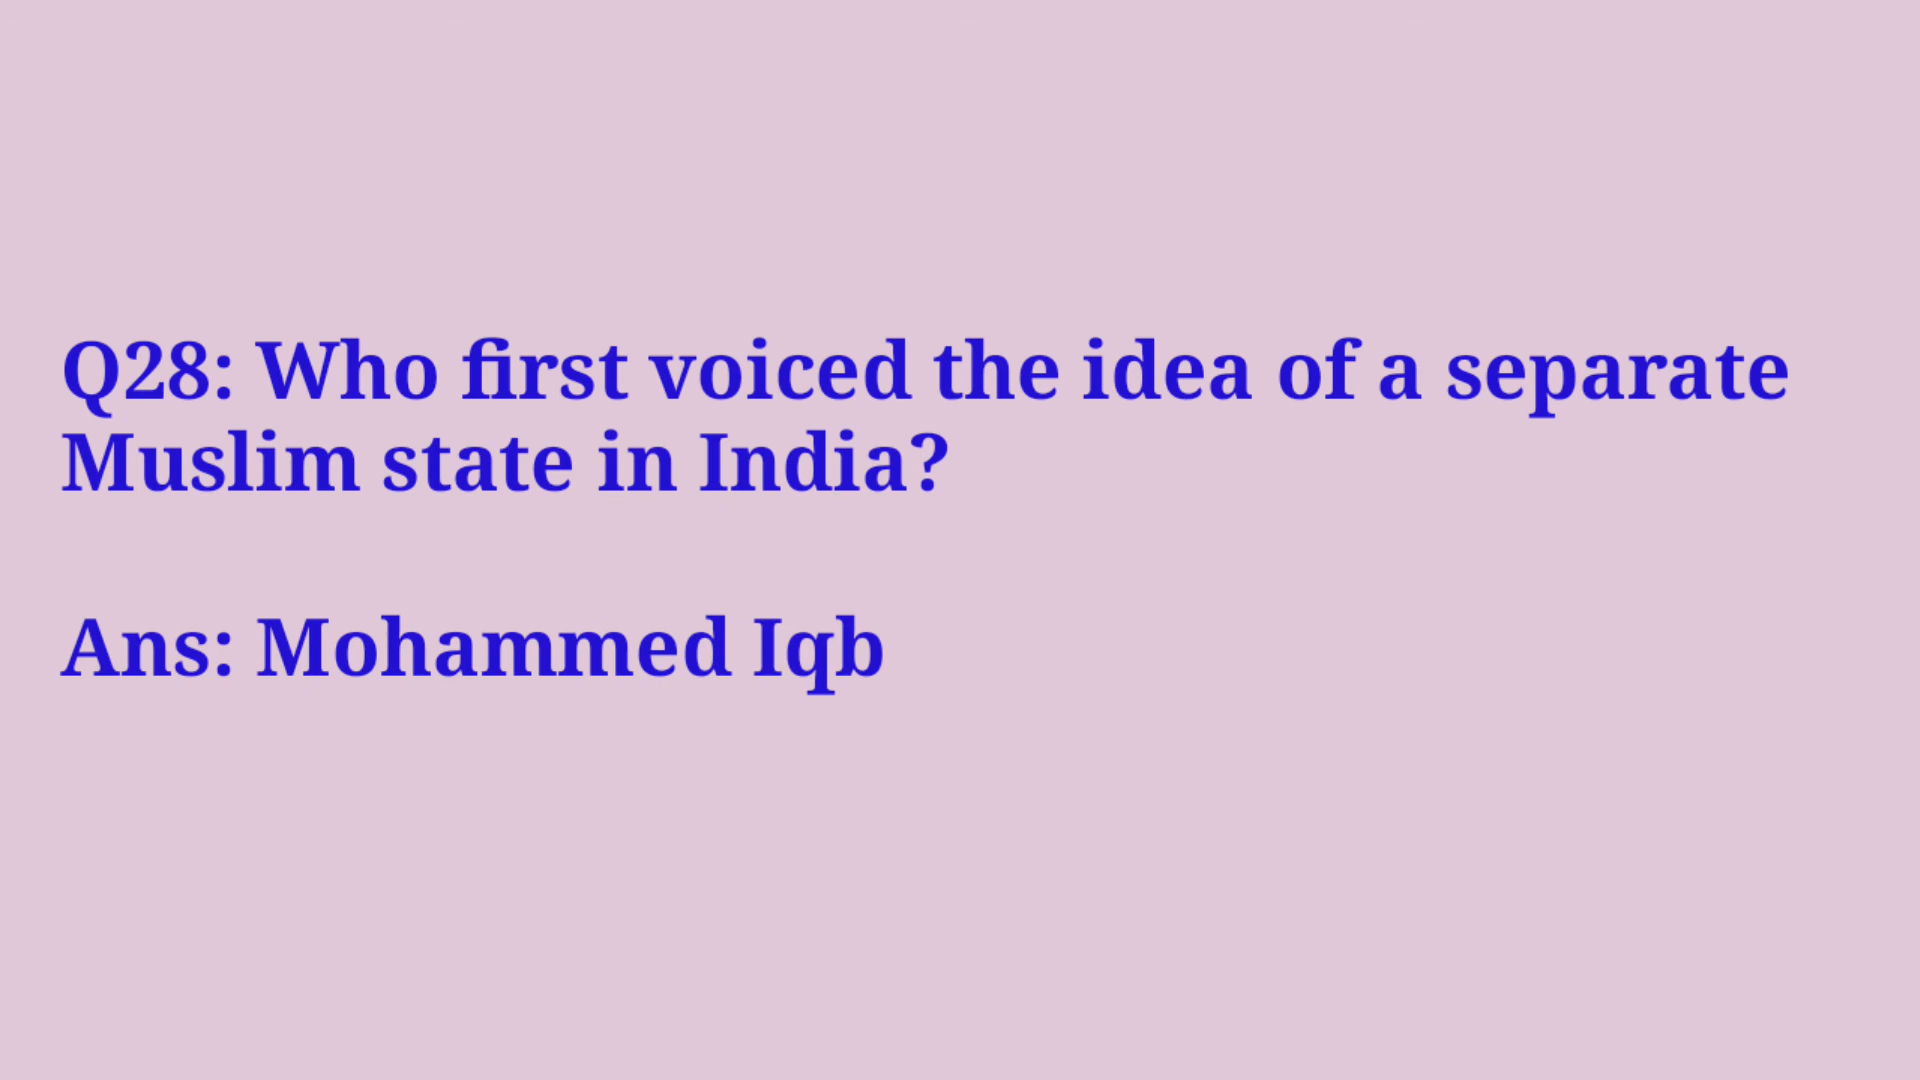 Q28: Who first voiced the idea of a separate
Muslim state in India?
Ans: Mohammed Iqb